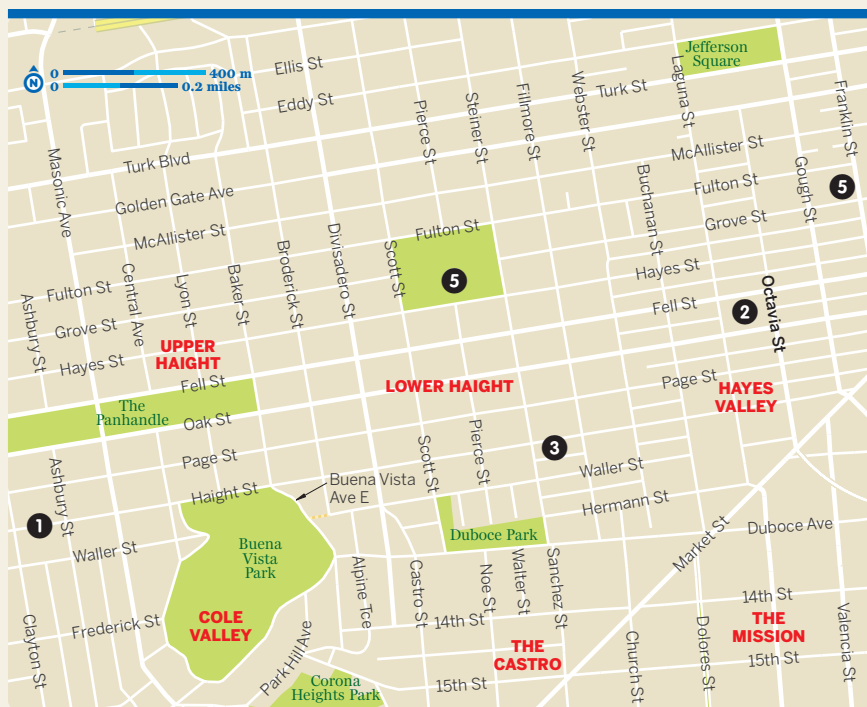 Ellis St
Jefferson
Square
0 400 m
N
0 0.2 miles
Eddy St
Laguna St
Webster St
Turk St
Fillmore St
Steiner St
Pierce St
Franklin St
Masonic Ave
Turk Blvd
McAllister St
Golden Gate Ave
Buchanan St
Fulton St
Gough St
5
McAllister St
Grove St
Fulton St
Divisadero St
Broderick St
Scott St
Hayes St
5
Baker St
Lyon St
Central Ave
Fulton St
Ashbury St
Octavia St
Fell St
2
Grove St
UPPER
HAIGHT
Hayes St
Fell St
LOWER HAIGHT
Page St
HAYES
VALLEY
The
Panhandle
Oak St
Pierce St
3
Page St
Scott St
Waller St
Ashbury St
Haight St
Buena Vista
Ave E
Hermann St
1
Market St
Duboce Ave
Waller St
Buena
Vista
Park
Duboce Park
Alpine Tce
Castro St
Noe St
Walter St
Sanchez St
14th St
Clayton St
Frederick St
COLE
VALLEY
14th St
THE
MISSION
Park Hill Ave
THE
CASTRO
Church St
Dolores St
15th St
Valencia St
Corona
Heights Park
15th St